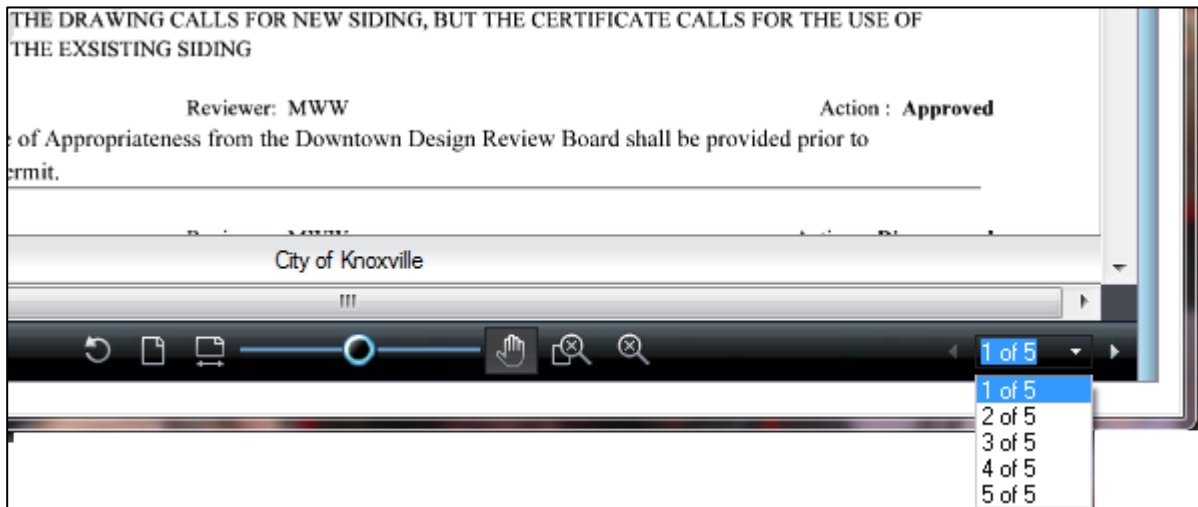 THE DRAWING CALLS FOR NEW SIDING, BUT THE CERTIFICATE CALLS FOR THE USE OF
THE EXSISTING SIDING
Reviewer: MWW Action : Approved
of Appropriateness from the Downtown Design Review Board shall be provided prior to
City of Knoxville
1 of 5
1 of 5
2 of 5
3 of 5
4 of 5
5 of 5